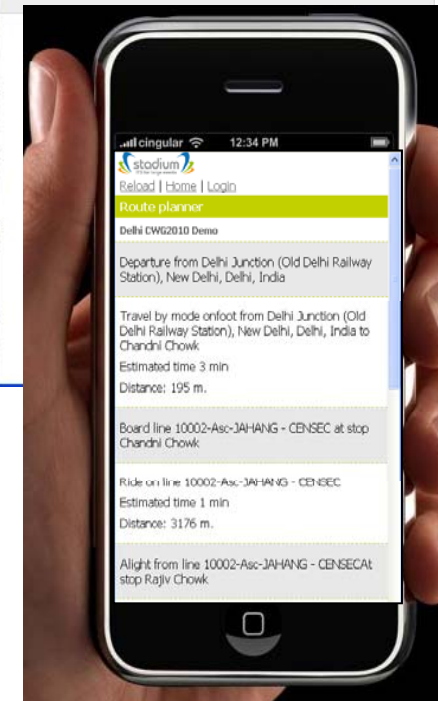 cingular 12:34 PM
stadium
Reload | Home | Login
Route planner
Delhi CWG2010 Demo
Departure from Delhi Junction (Old Delhi Railway
Station), New Delhi, Delhi, India
Travel by mode onfoot from Delhi Junction (Old
Delhi Railway Station), New Delhi, Delhi, India to
Chandni Chowk
Estimated time 3 min
Distance: 195 m.
Board line 10002-Asc-JAHANG - CENSEC at stop
Chandni Chowk
Ride on line 10002-Asc-JAHANG - CENSEC
Estimated time 1 min
Distance: 3176 m.
Alight from line 10002-Asc-JAHANG - CENSECAt
stop Rajiv Chowk